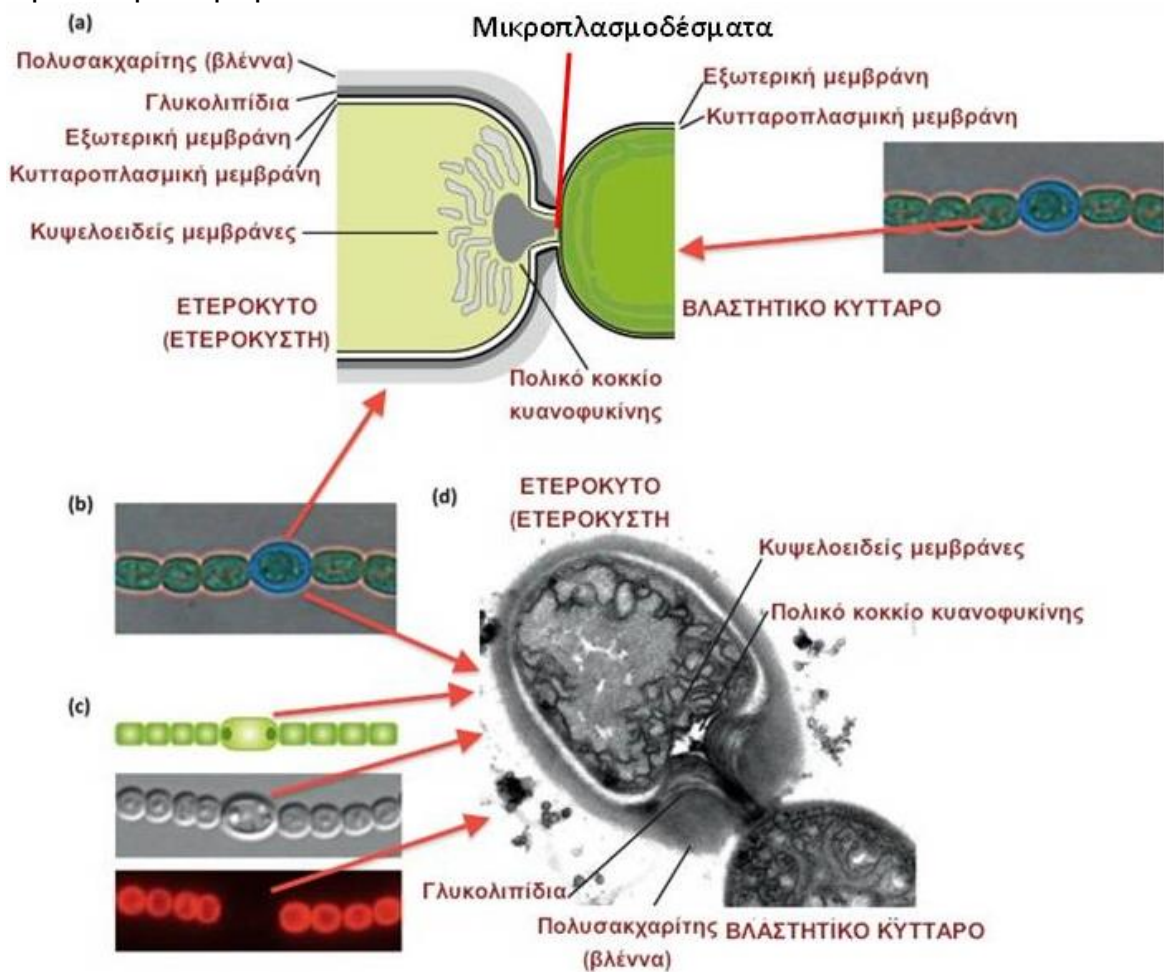 (a)
Μικροπλασμοδέσματα
Πολυσακχαρίτης (βλέννα)
Γλυκολιπίδια
Εξωτερική μεμβράνη
Κυτταροπλασμική μεμβράνη
Κυψελοειδείς μεμβράνες
ΕΤΕΡΟΚΥΤΟ
(ΕΤΕΡΟΚΥΣΤΗ)
Εξωτερική μεμβράνη
Κυτταροπλασμική μεμβράνη
ΒΛΑΣΤΗΤΙΚΟ ΚΥΤΤΑΡΟ
Πολικό κοκκίο
κυανοφυκίνης
(b)
(c)
(d)
ΕΤΕΡΟΚΥΤΟ
(ΕΤΕΡΟΚΥΣΤΗ
Κυψελοειδείς μεμβράνες
Πολικό κοκκίο κυανοφυκίνης
Γλυκολιπίδια
Πολυσακχαρίτης
(βλέννα)
ΒΛΑΣΤΗΤΙΚΟ ΚΥΤΤΑΡΟ